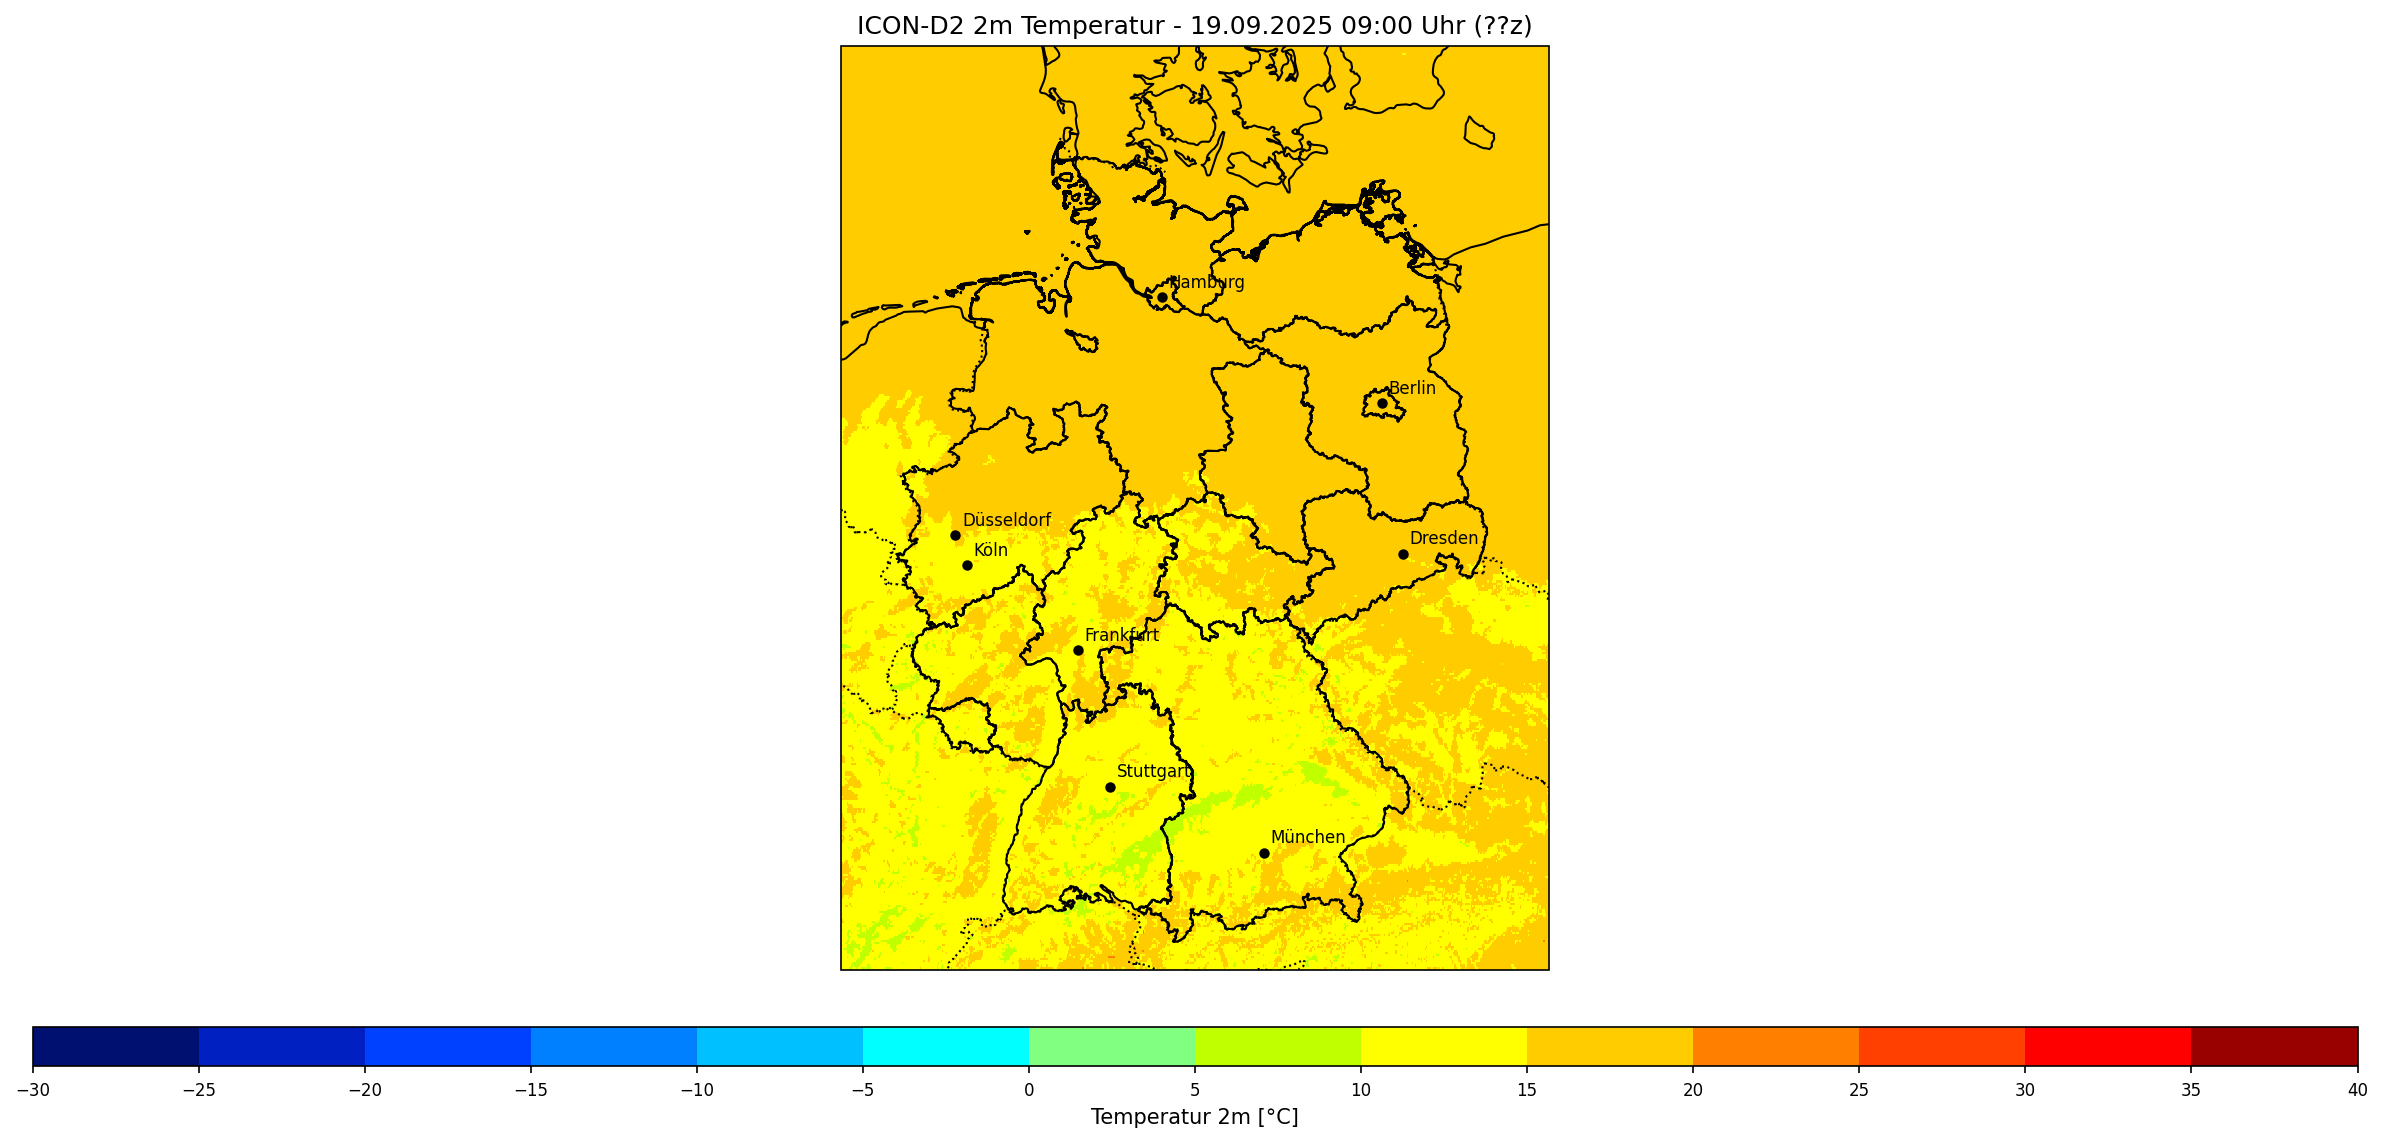 ICON-D2 2m Temperatur - 19.09.2025 09:00 Uhr (??z)
Hamburg
Berlin
Düsseldorf
Köln
Dresden
Frankfurt
Stuttgart
München
−30 −25 −20 −15 −10 −5 0 5 10 15 20 25 30 35 40
Temperatur 2m [°C]